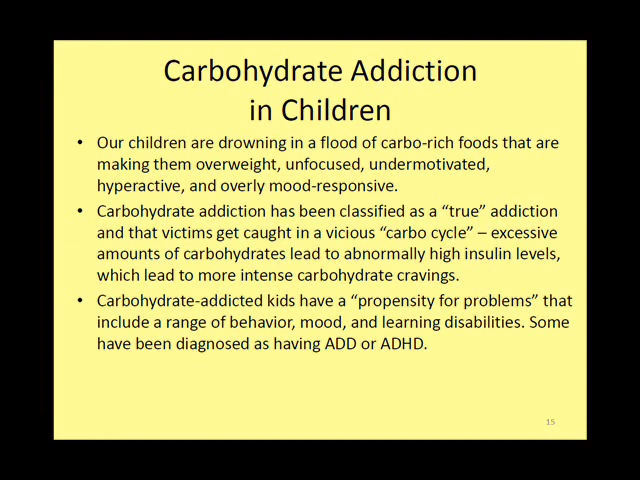 Carbohydrate Addiction
in Children
• Our children are drowning in a flood of carbo-rich foods that are
making them overweight, unfocused, undermotivated,
hyperactive, and overly mood-responsive.
• Carbohydrate addiction has been classified as a “true” addiction
and that victims get caught in a vicious “carbo cycle” – excessive
amounts of carbohydrates lead to abnormally high insulin levels,
which lead to more intense carbohydrate cravings.
• Carbohydrate-addicted kids have a “propensity for problems” that
include a range of behavior, mood, and learning disabilities. Some
have been diagnosed as having ADD or ADHD.
15